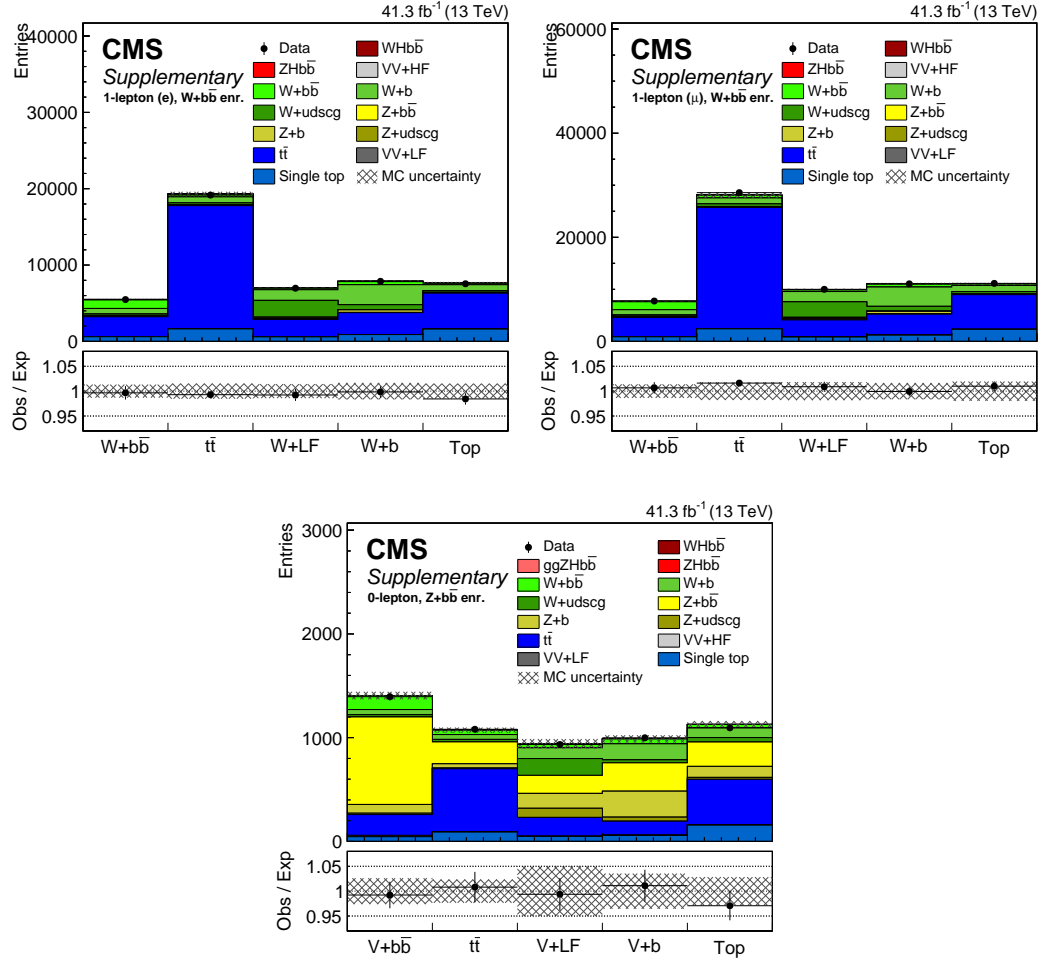 41.3 fb⁻¹ (13 TeV)
Entries
CMS
Supplementary
1-lepton (e), W+bb̅ enr.
Data
WHbb̅
ZHbb̅
VV+HF
W+bb̅
W+b
W+udscg
Z+bb̅
Z+b
Z+udscg
tt̅
VV+LF
Single top
MC uncertainty
40000
30000
20000
10000
0
Obs / Exp
1.05
1
0.95
W+bb̅ tt̅ W+LF W+b Top
41.3 fb⁻¹ (13 TeV)
Entries
CMS
Supplementary
1-lepton (μ), W+bb̅ enr.
Data
WHbb̅
ZHbb̅
VV+HF
W+bb̅
W+b
W+udscg
Z+bb̅
Z+b
Z+udscg
tt̅
VV+LF
Single top
MC uncertainty
60000
40000
20000
0
Obs / Exp
1.05
1
0.95
W+bb̅ tt̅ W+LF W+b Top
41.3 fb⁻¹ (13 TeV)
Entries
CMS
Supplementary
0-lepton, Z+bb̅ enr.
Data
WHbb̅
ggZHbb̅
ZHbb̅
W+bb̅
W+b
W+udscg
Z+bb̅
Z+b
Z+udscg
tt̅
VV+HF
VV+LF
Single top
MC uncertainty
3000
2000
1000
0
Obs / Exp
1.05
1
0.95
V+bb̅ tt̅ V+LF V+b Top